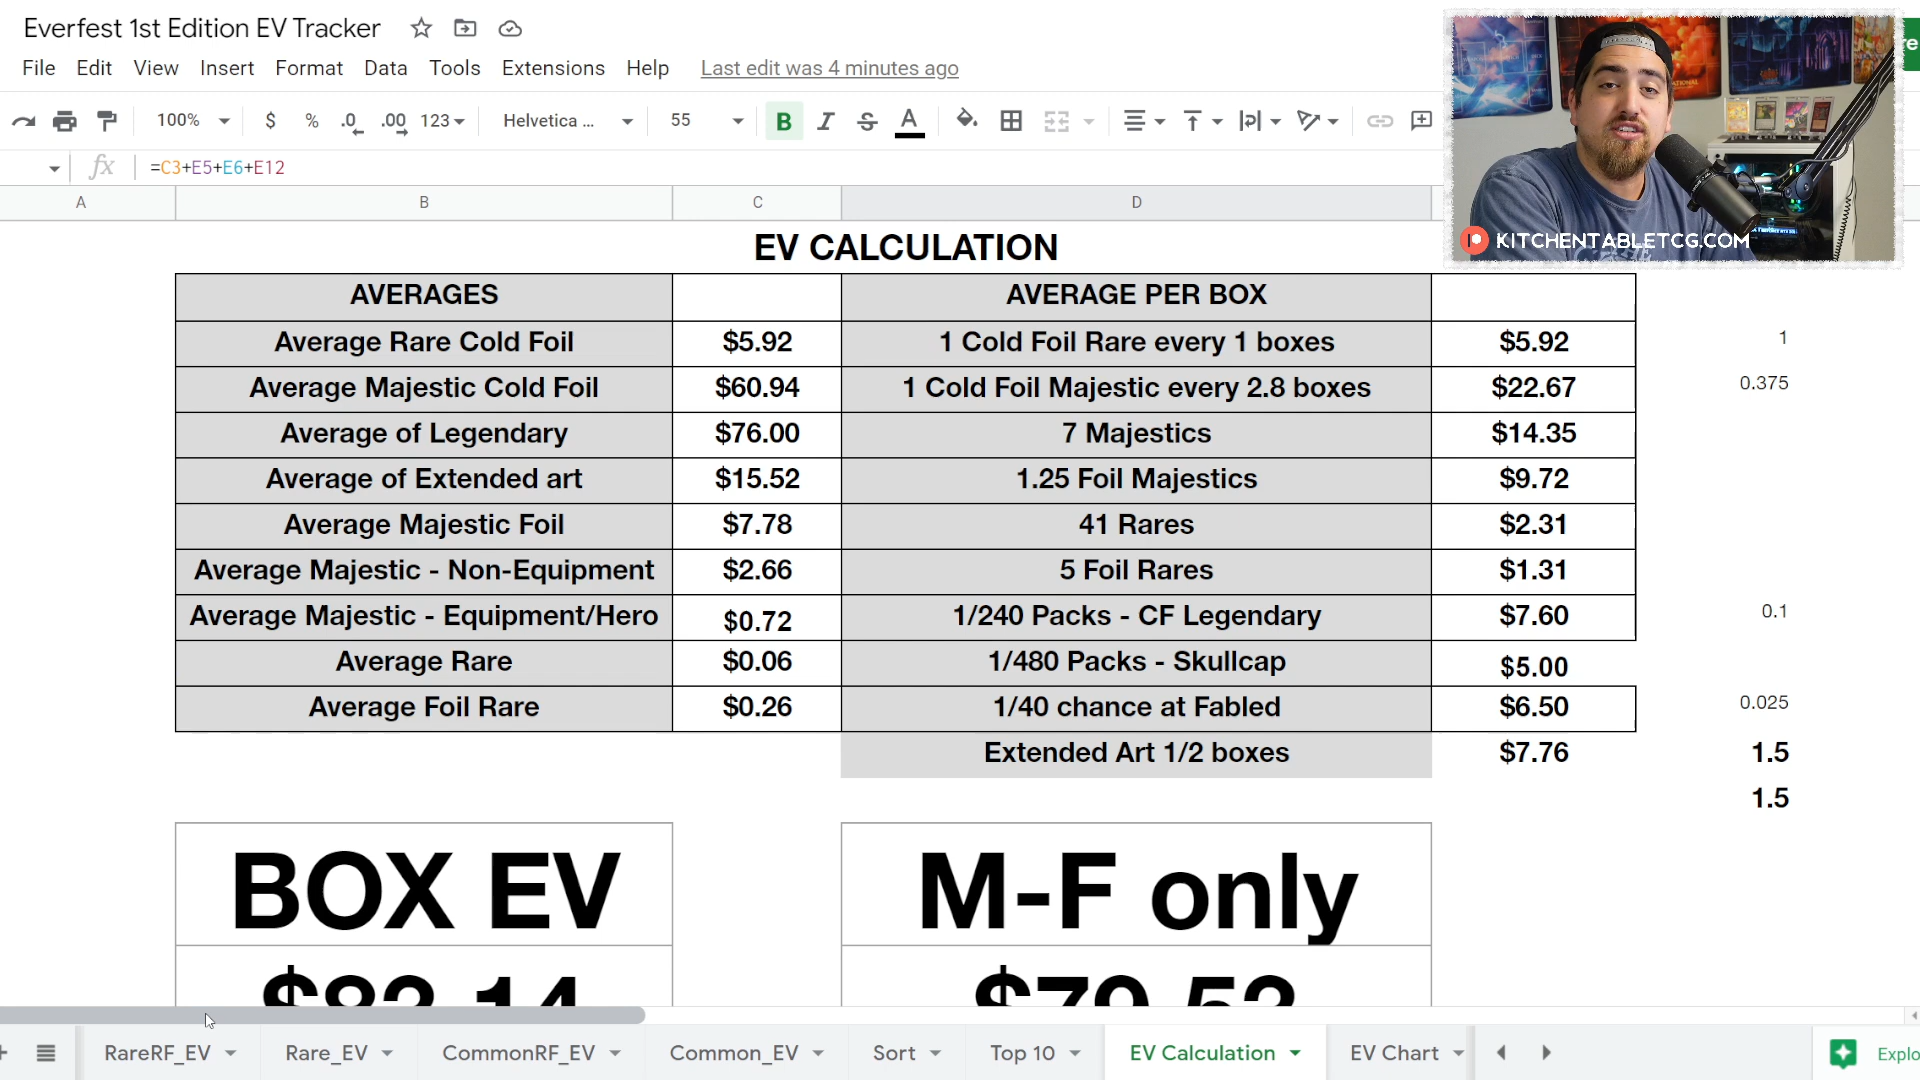 Everfest 1st Edition EV Tracker
File Edit View Insert Format Data Tools Extensions Help Last edit was 4 minutes ago
100% $ % .0 .00 123 Helvetica ... 55 B I S A
fx =C3+E5+E6+E12
A B C D
KITCHENTABLETCG.COM
EV CALCULATION
AVERAGES AVERAGE PER BOX
Average Rare Cold Foil $5.92 1 Cold Foil Rare every 1 boxes $5.92 1
Average Majestic Cold Foil $60.94 1 Cold Foil Majestic every 2.8 boxes $22.67 0.375
Average of Legendary $76.00 7 Majestics $14.35
Average of Extended art $15.52 1.25 Foil Majestics $9.72
Average Majestic Foil $7.78 41 Rares $2.31
Average Majestic - Non-Equipment $2.66 5 Foil Rares $1.31
Average Majestic - Equipment/Hero $0.72 1/240 Packs - CF Legendary $7.60 0.1
Average Rare $0.06 1/480 Packs - Skullcap $5.00
Average Foil Rare $0.26 1/40 chance at Fabled $6.50 0.025
Extended Art 1/2 boxes $7.76 1.5
1.5
BOX EV M-F only
$82.14 $79.52
RareRF_EV Rare_EV CommonRF_EV Common_EV Sort Top 10 EV Calculation EV Chart Explo